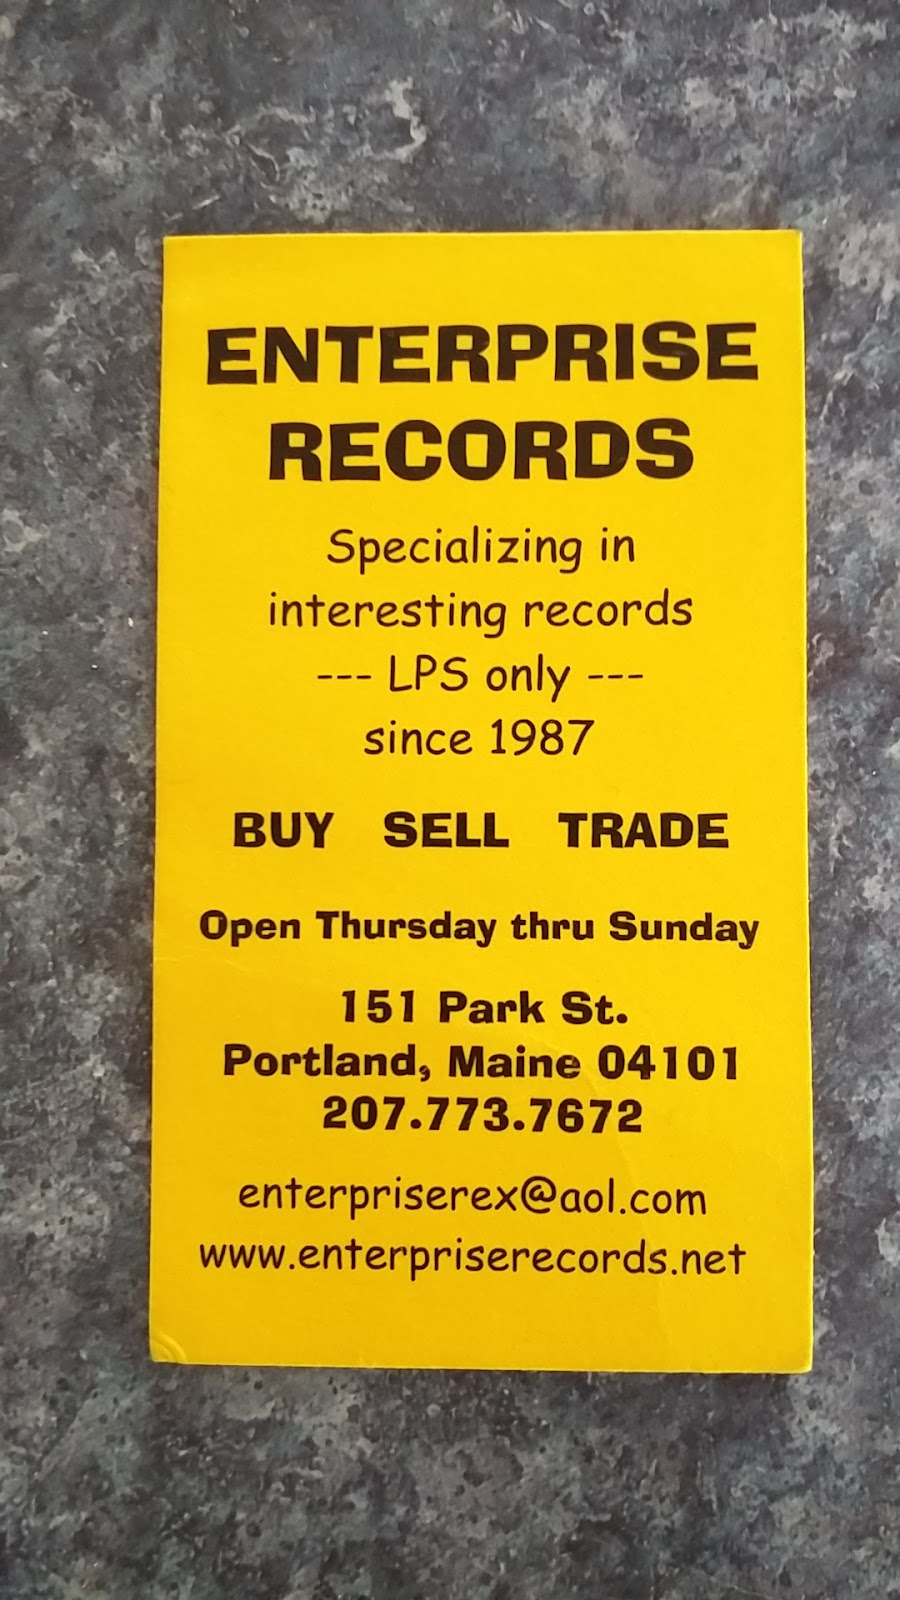 ENTERPRISE
RECORDS
Specializing in
interesting records
--- LPS only ---
since 1987
BUY SELL TRADE
Open Thursday thru Sunday
151 Park St.
Portland, Maine 04101
207.773.7672
enterpriserex@aol.com
www.enterpriserecords.net